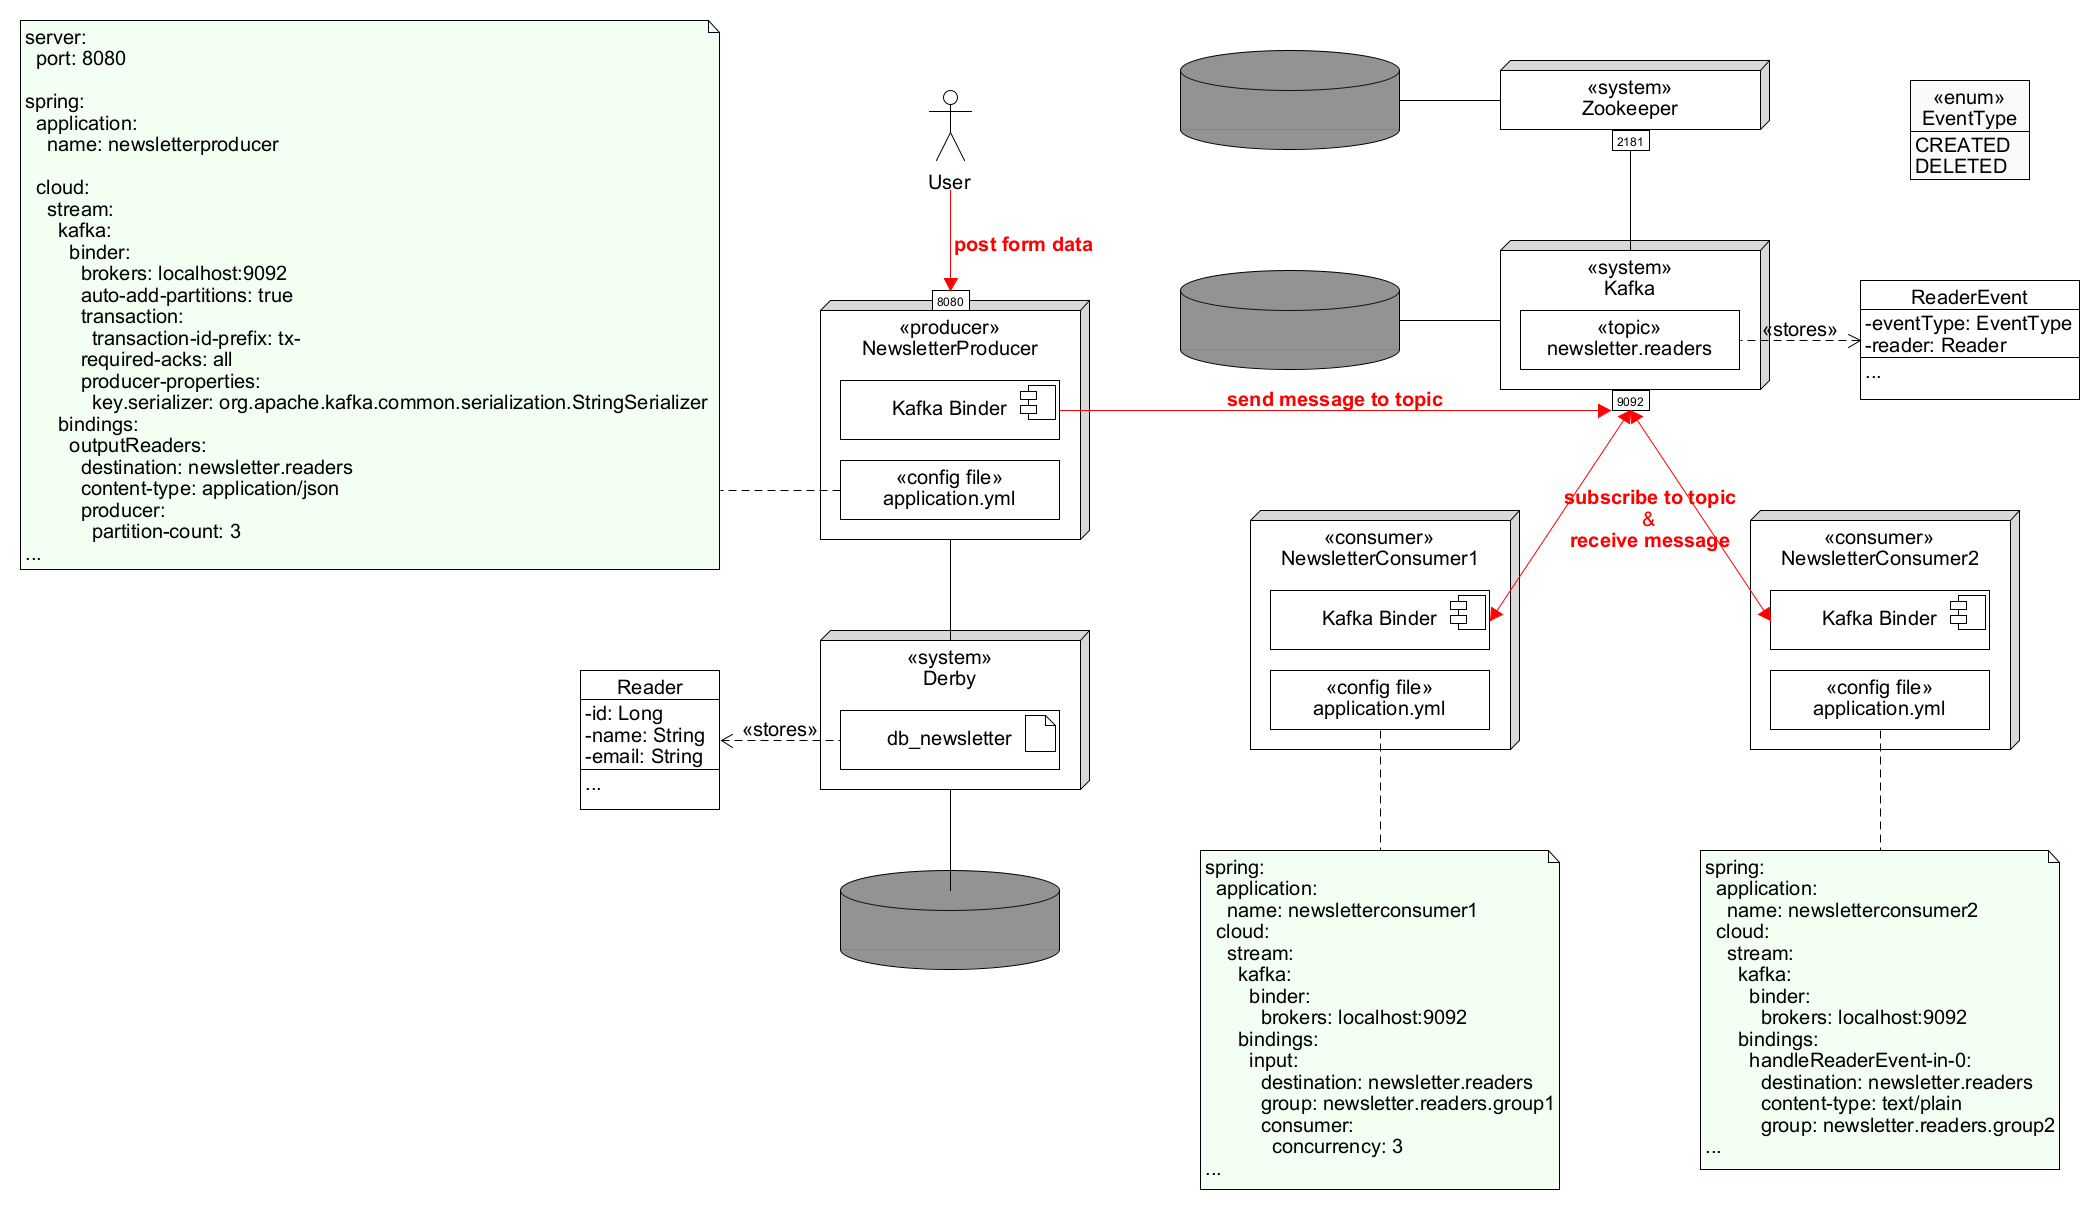 server:
port: 8080
spring:
application:
name: newsletterproducer
cloud:
stream:
kafka:
binder:
brokers: localhost:9092
auto-add-partitions: true
transaction:
transaction-id-prefix: tx-
required-acks: all
producer-properties:
key.serializer: org.apache.kafka.common.serialization.StringSerializer
bindings:
outputReaders:
destination: newsletter.readers
content-type: application/json
producer:
partition-count: 3
...
User
post form data
8080
«producer»
NewsletterProducer
Kafka Binder
«config file»
application.yml
«system»
Derby
db_newsletter
«stores»
Reader
-id: Long
-name: String
-email: String
...
«system»
Zookeeper
2181
«enum»
EventType
CREATED
DELETED
«system»
Kafka
«topic»
newsletter.readers
«stores»
ReaderEvent
-eventType: EventType
-reader: Reader
...
send message to topic
9092
subscribe to topic
&
receive message
«consumer»
NewsletterConsumer1
Kafka Binder
«config file»
application.yml
«consumer»
NewsletterConsumer2
Kafka Binder
«config file»
application.yml
spring:
application:
name: newsletterconsumer1
cloud:
stream:
kafka:
binder:
brokers: localhost:9092
bindings:
input:
destination: newsletter.readers
group: newsletter.readers.group1
consumer:
concurrency: 3
...
spring:
application:
name: newsletterconsumer2
cloud:
stream:
kafka:
binder:
brokers: localhost:9092
bindings:
handleReaderEvent-in-0:
destination: newsletter.readers
content-type: text/plain
group: newsletter.readers.group2
...